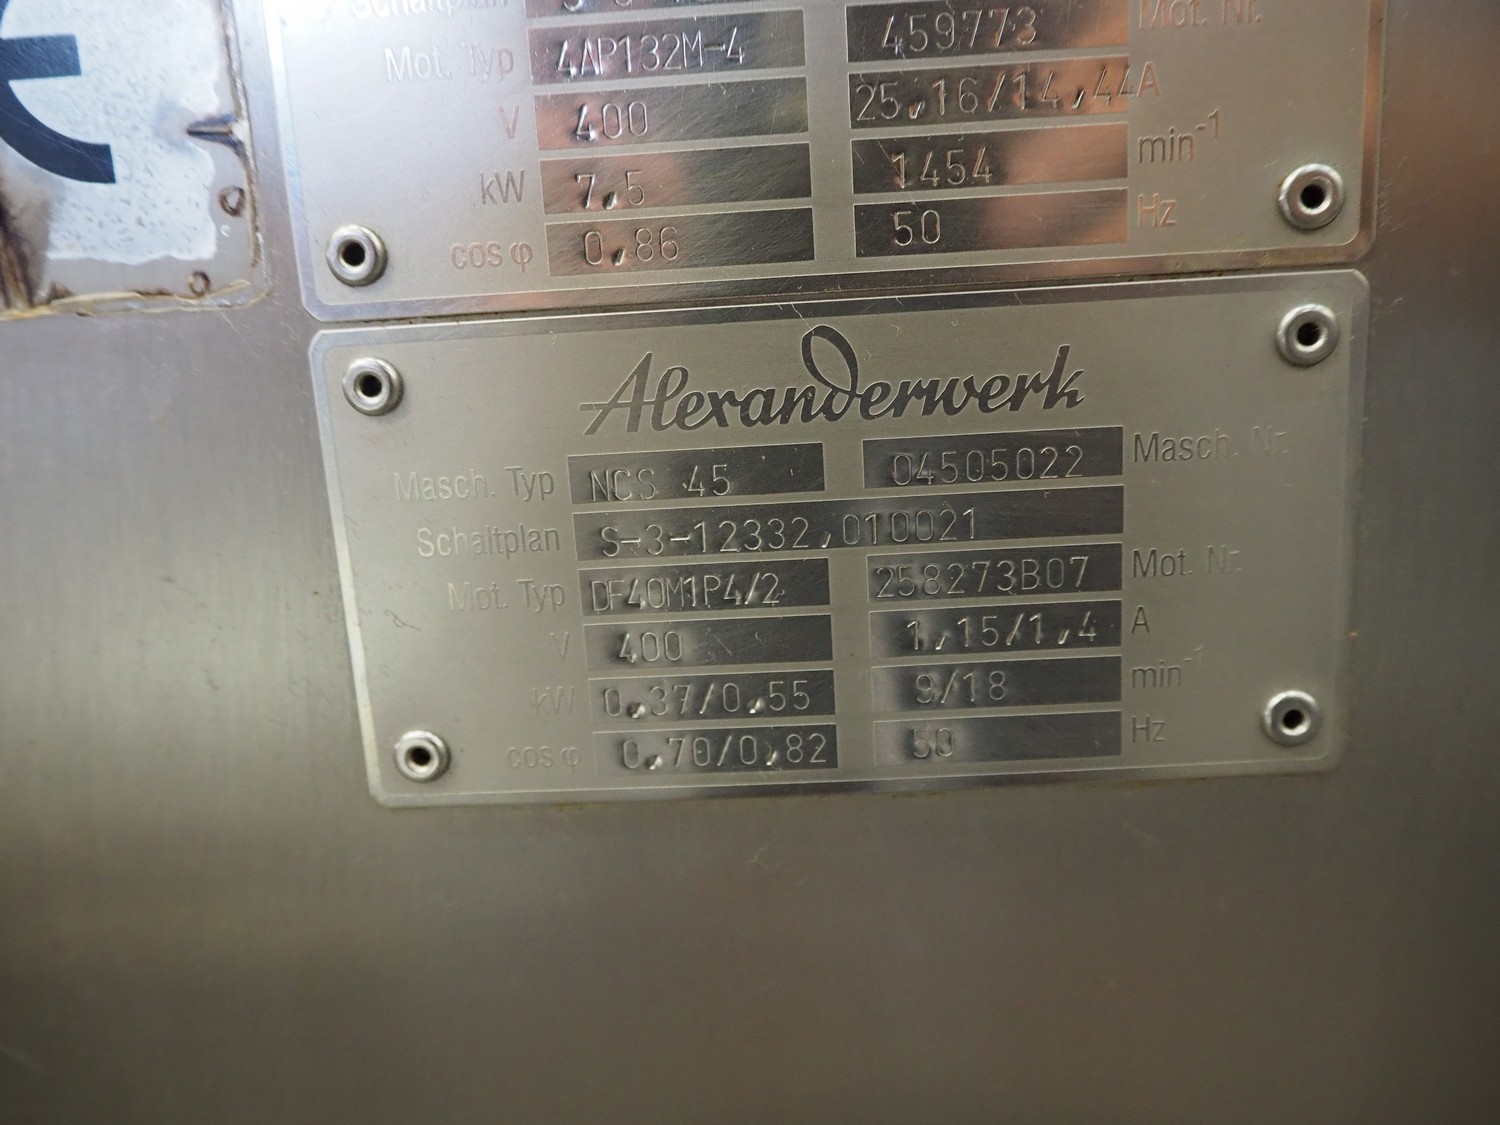 Schaltplan
Mot. Typ 4AP132M-4 459773 Mot. Nr.
V 400 25,16/14,44A
kW 7,5 1454 min⁻¹
cos φ 0,86 50 Hz
Alexanderwerk
Masch. Typ NCS 45 04505022 Masch. Nr.
Schaltplan S-3-12332,010021
Mot. Typ DF40M1P4/2 258273B07 Mot. Nr.
V 400 1,15/1,4 A
kW 0,37/0,55 9/18 min⁻¹
cos φ 0,70/0,82 50 Hz